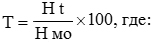 T = H t / H мо ×100, где: